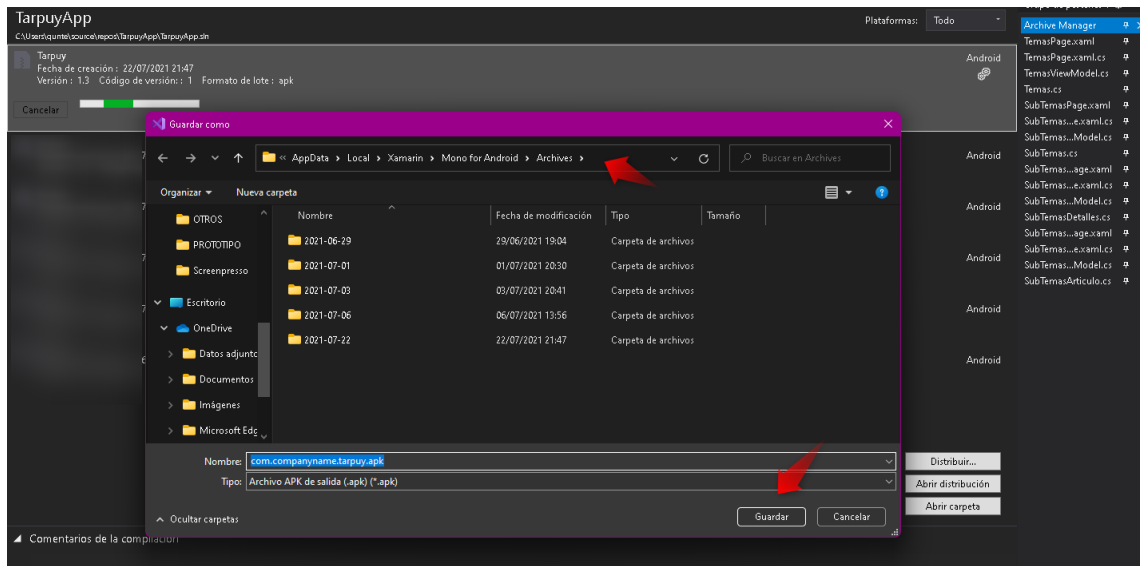 TarpuyApp
C:\Users\qunte\source\repos\TarpuyApp\TarpuyApp.sln
Plataformas: Todo
Tarpuy
Fecha de creación : 22/07/2021 21:47
Versión : 1.3 Código de versión: : 1 Formato de lote : apk
Android
Cancelar
Guardar como
« AppData › Local › Xamarin › Mono for Android › Archives ›
Buscar en Archives
Organizar
Nueva carpeta
OTROS
PROTOTIPO
Screenpresso
Escritorio
OneDrive
Datos adjuntc
Documentos
Imágenes
Microsoft Edg
Nombre Fecha de modificación Tipo Tamaño
2021-06-29 29/06/2021 19:04 Carpeta de archivos
2021-07-01 01/07/2021 20:30 Carpeta de archivos
2021-07-03 03/07/2021 20:41 Carpeta de archivos
2021-07-06 06/07/2021 13:56 Carpeta de archivos
2021-07-22 22/07/2021 21:47 Carpeta de archivos
Nombre: com.companyname.tarpuy.apk
Tipo: Archivo APK de salida (.apk) (*.apk)
Ocultar carpetas
Guardar
Cancelar
Android
Android
Android
Android
Android
Distribuir...
Abrir distribución
Abrir carpeta
Comentarios de la compilación
Archive Manager
TemasPage.xaml
TemasPage.xaml.cs
TemasViewModel.cs
Temas.cs
SubTemasPage.xaml
SubTemas...e.xaml.cs
SubTemas...Model.cs
SubTemas.cs
SubTemas...age.xaml
SubTemas...e.xaml.cs
SubTemas...Model.cs
SubTemasDetalles.cs
SubTemas...age.xaml
SubTemas...e.xaml.cs
SubTemas...Model.cs
SubTemasArticulo.cs